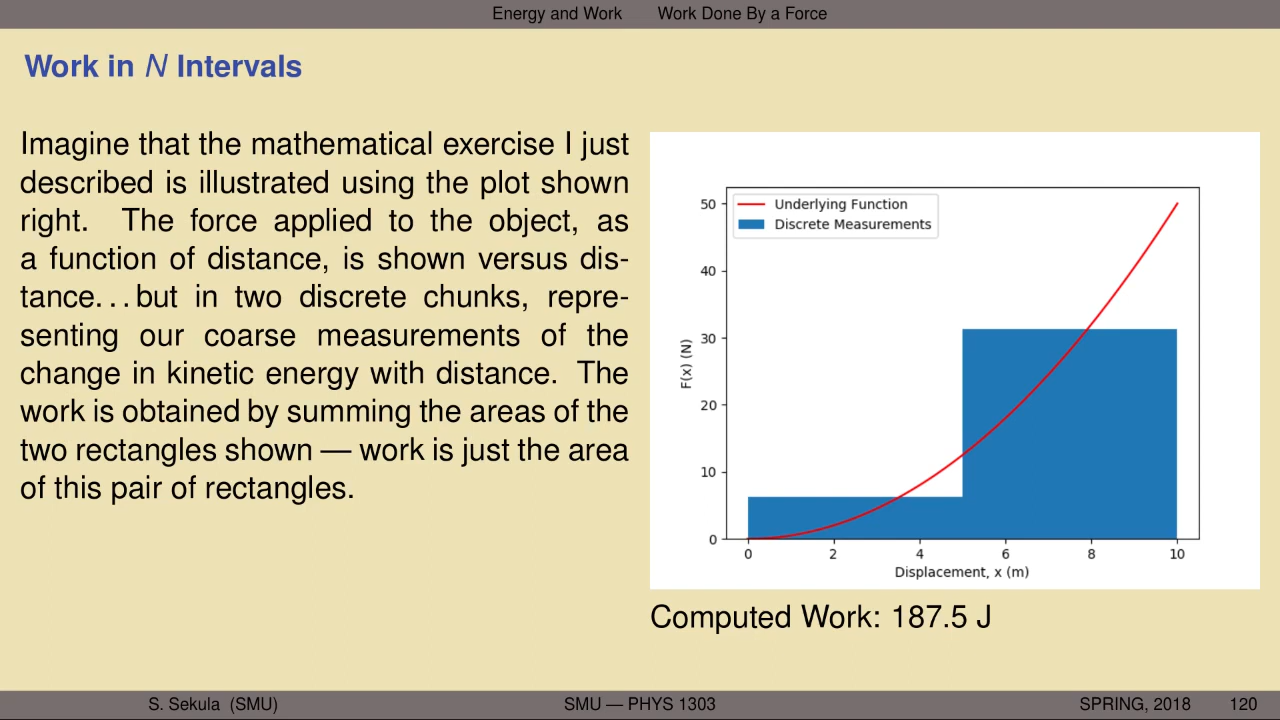 Energy and Work Work Done By a Force
Work in N Intervals
Imagine that the mathematical exercise I just
described is illustrated using the plot shown
right. The force applied to the object, as
a function of distance, is shown versus dis-
tance. . . but in two discrete chunks, repre-
senting our coarse measurements of the
change in kinetic energy with distance. The
work is obtained by summing the areas of the
two rectangles shown — work is just the area
of this pair of rectangles.
Underlying Function
Discrete Measurements
50
40
30
20
10
0
F(x) (N)
0 2 4 6 8 10
Displacement, x (m)
Computed Work: 187.5 J
S. Sekula (SMU) SMU — PHYS 1303 SPRING, 2018 120